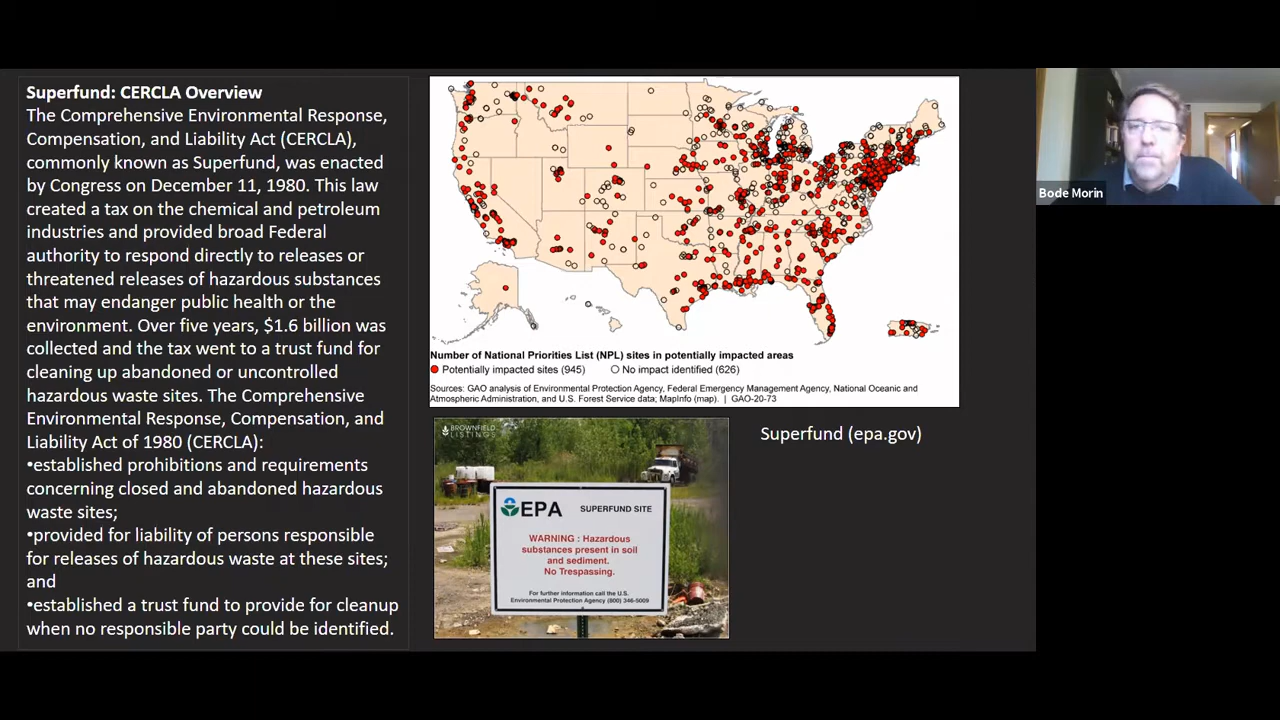 Superfund: CERCLA Overview
The Comprehensive Environmental Response,
Compensation, and Liability Act (CERCLA),
commonly known as Superfund, was enacted
by Congress on December 11, 1980. This law
created a tax on the chemical and petroleum
industries and provided broad Federal
authority to respond directly to releases or
threatened releases of hazardous substances
that may endanger public health or the
environment. Over five years, $1.6 billion was
collected and the tax went to a trust fund for
cleaning up abandoned or uncontrolled
hazardous waste sites. The Comprehensive
Environmental Response, Compensation, and
Liability Act of 1980 (CERCLA):
•established prohibitions and requirements
concerning closed and abandoned hazardous
waste sites;
•provided for liability of persons responsible
for releases of hazardous waste at these sites;
and
•established a trust fund to provide for cleanup
when no responsible party could be identified.
Number of National Priorities List (NPL) sites in potentially impacted areas
Potentially impacted sites (945) No impact identified (626)
Sources: GAO analysis of Environmental Protection Agency, Federal Emergency Management Agency, National Oceanic and
Atmospheric Administration, and U.S. Forest Service data; MapInfo (map). | GAO-20-73
BROWNFIELD
LISTINGS
EPA SUPERFUND SITE
WARNING : Hazardous
substances present in soil
and sediment.
No Trespassing.
For further information call the U.S.
Environmental Protection Agency (800) 346-5009
Superfund (epa.gov)
Bode Morin